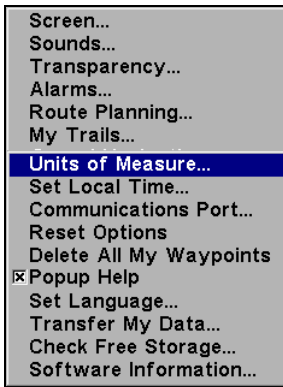 Screen...
Sounds...
Transparency...
Alarms...
Route Planning...
My Trails...
Units of Measure...
Set Local Time...
Communications Port...
Reset Options
Delete All My Waypoints
Popup Help
Set Language...
Transfer My Data...
Check Free Storage...
Software Information...